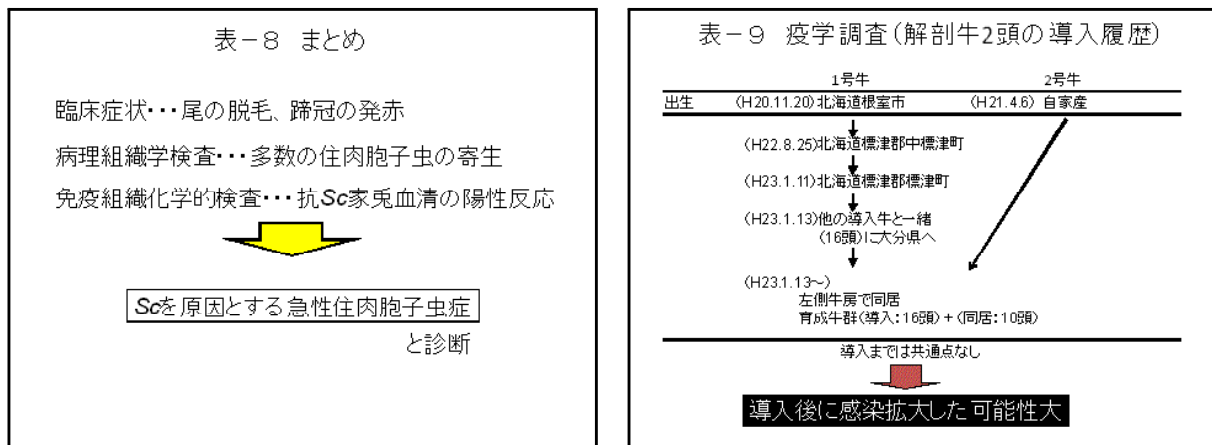 表－８ まとめ
臨床症状･･･尾の脱毛、蹄冠の発赤
病理組織学検査･･･多数の住肉胞子虫の寄生
免疫組織化学的検査･･･抗Sc家兎血清の陽性反応
Scを原因とする急性住肉胞子虫症
と診断
表－９ 疫学調査(解剖牛2頭の導入履歴)
1号牛 2号牛
出生 (H20.11.20)北海道根室市 (H21.4.6) 自家産
(H22.8.25)北海道標津郡中標津町
(H23.1.11)北海道標津郡標津町
(H23.1.13)他の導入牛と一緒
(16頭)に大分県へ
(H23.1.13～)
左側牛房で同居
育成牛群(導入：16頭)＋(同居：10頭)
導入までは共通点なし
導入後に感染拡大した可能性大